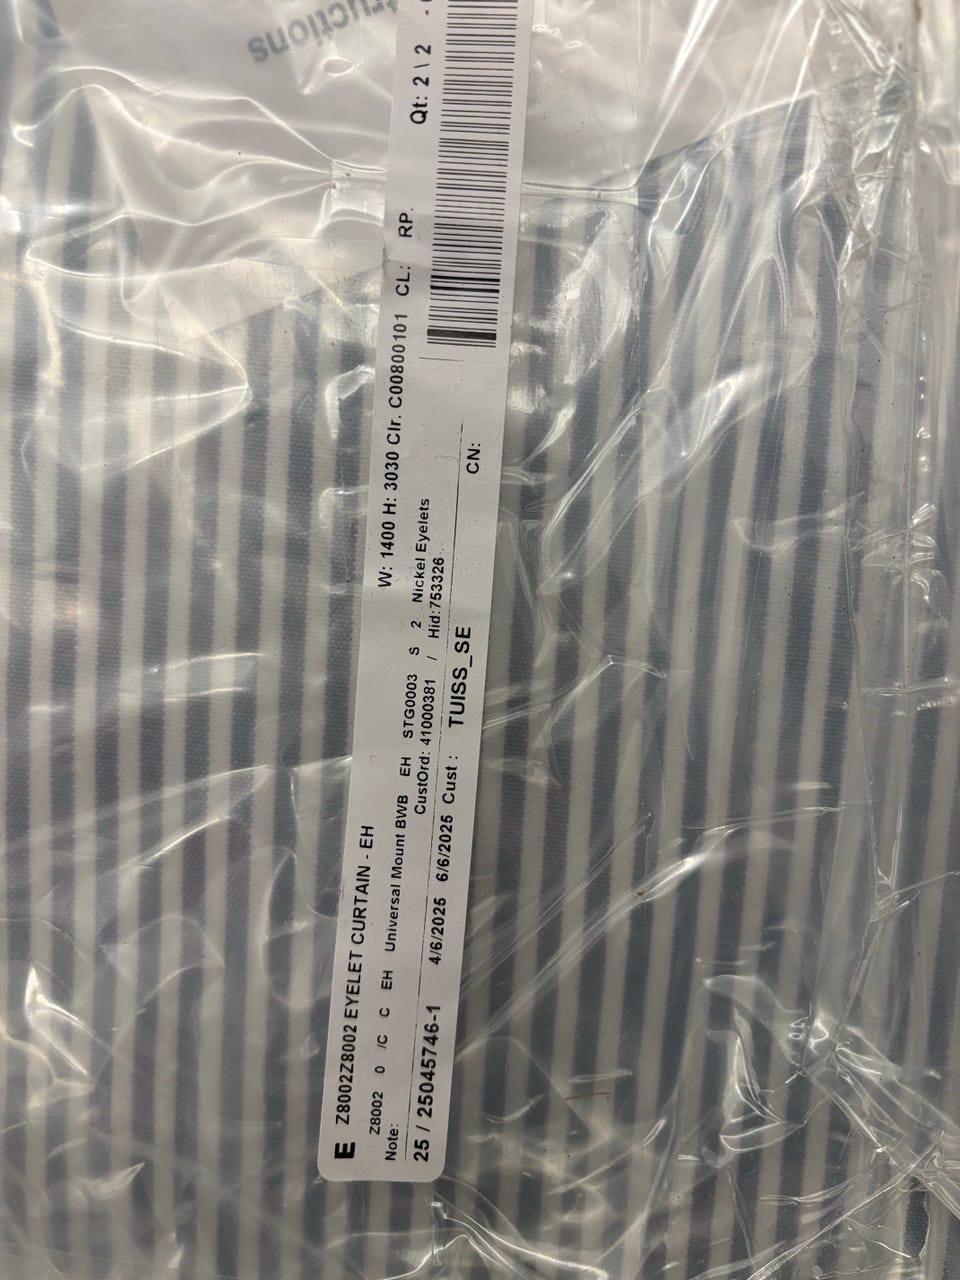 ructions
E Z8002Z8002 EYELET CURTAIN - EH W: 1400 H: 3030 Clr. C00800101 CL: RP. Qt: 2 \ 2
Z8002 0 /C C EH Universal Mount BWB EH STG0003 S 2 Nickel Eyelets
Note: CustOrd: 41000381 / Hid:753326
25 / 25045746-1 4/6/2025 6/6/2025 Cust : TUISS_SE CN: